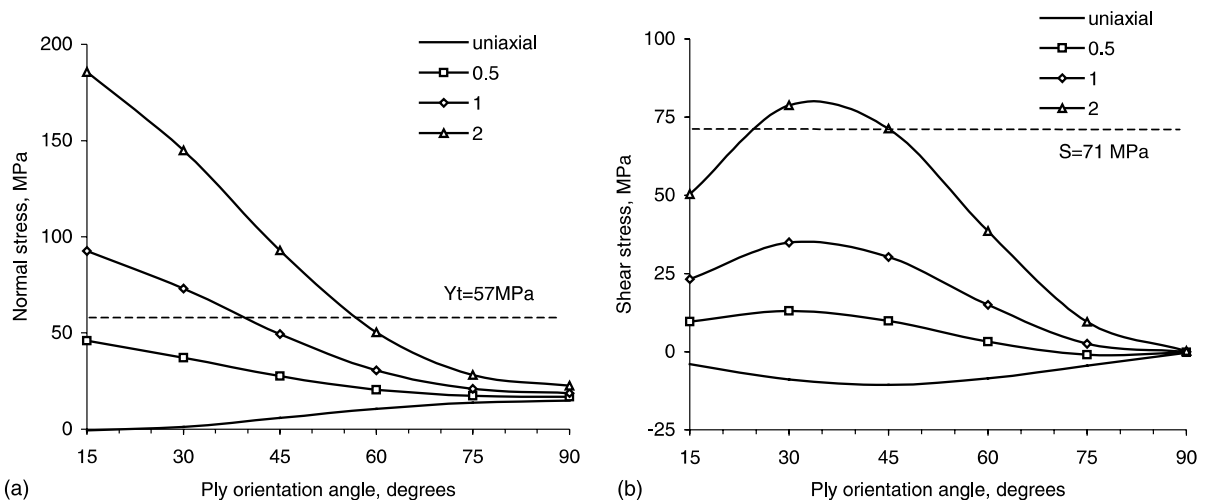 200
150
100
50
0
Normal stress, MPa
uniaxial
0.5
1
2
Yt=57MPa
15 30 45 60 75 90
Ply orientation angle, degrees
(a)
100
75
50
25
0
-25
Shear stress, MPa
uniaxial
0.5
1
2
S=71 MPa
15 30 45 60 75 90
Ply orientation angle, degrees
(b)